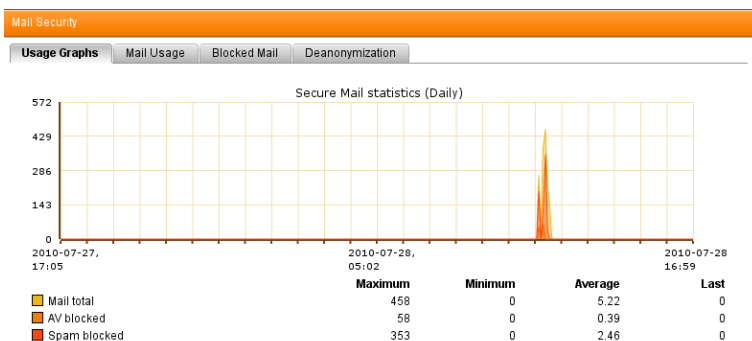 Mail Security
Usage Graphs Mail Usage Blocked Mail Deanonymization
Secure Mail statistics (Daily)
572
429
286
143
0
2010-07-27, 2010-07-28, 2010-07-28
17:05 05:02 16:59
Maximum Minimum Average Last
Mail total 458 0 5.22 0
AV blocked 58 0 0.39 0
Spam blocked 353 0 2.46 0